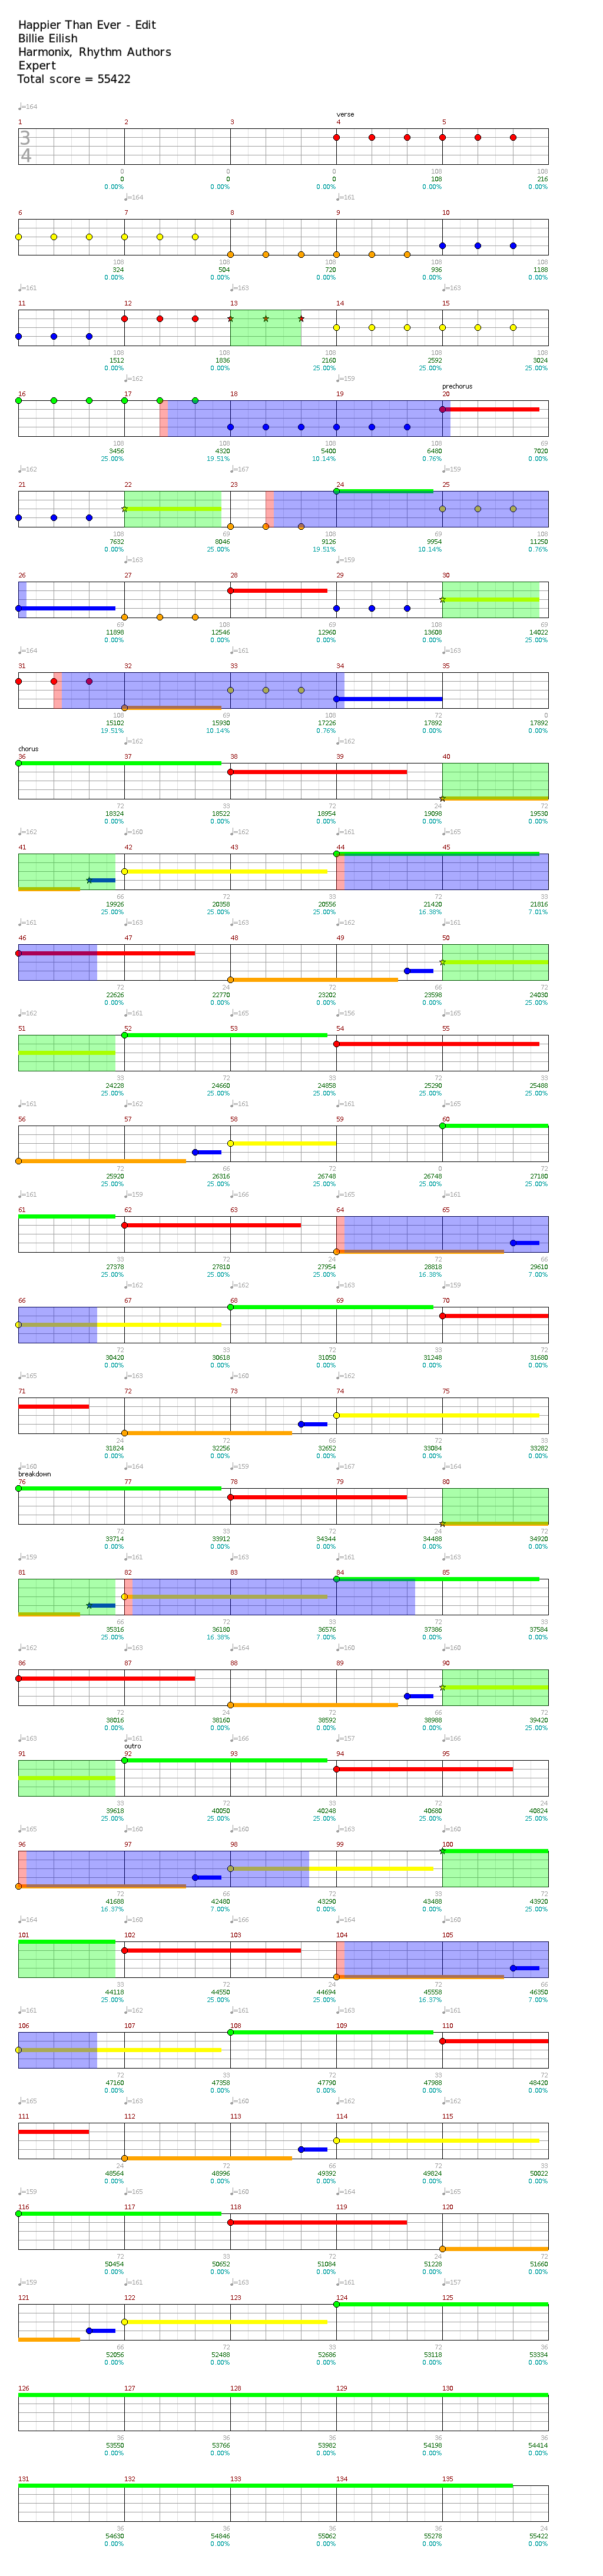 Happier Than Ever - Edit
Billie Eilish
Harmonix, Rhythm Authors
Expert
Total score = 55422
♩=164
verse
1 2 3 4 5
3
4
0 0 0 108 108
0 0 0 108 216
0.00% 0.00% 0.00% 0.00% 0.00%
♩=164 ♩=161
6 7 8 9 10
108 108 108 108 108
324 504 720 936 1188
0.00% 0.00% 0.00% 0.00% 0.00%
♩=161 ♩=163
11 12 13 14 15
108 108 108 108 108
1512 1836 2160 2592 3024
0.00% 0.00% 25.00% 25.00% 25.00%
♩=162 ♩=159
prechorus
16 17 18 19 20
108 108 108 108 69
3456 4320 5400 6480 7020
25.00% 19.51% 10.14% 0.76% 0.00%
♩=162 ♩=167 ♩=159
21 22 23 24 25
108 69 108 69 108
7632 8046 9126 9954 11250
0.00% 25.00% 19.51% 10.14% 0.76%
♩=163 ♩=159
26 27 28 29 30
69 108 69 108 69
11898 12546 12960 13608 14022
0.00% 0.00% 0.00% 0.00% 25.00%
♩=164 ♩=163 ♩=161
31 32 33 34 35
108 69 108 72 0
15102 15930 17226 17892 17892
19.51% 10.14% 0.76% 0.00% 0.00%
♩=162 ♩=162
chorus
36 37 38 39 40
72 33 72 24 72
18324 18522 18954 19098 19530
0.00% 0.00% 0.00% 0.00% 25.00%
♩=162 ♩=160 ♩=162 ♩=161 ♩=165
41 42 43 44 45
66 72 33 72 33
19926 20358 20556 21420 21816
25.00% 25.00% 25.00% 16.38% 7.01%
♩=161 ♩=163 ♩=163 ♩=162 ♩=161
46 47 48 49 50
72 24 72 66 72
22626 22770 23202 23598 24030
0.00% 0.00% 0.00% 0.00% 25.00%
♩=162 ♩=161 ♩=165 ♩=156 ♩=165
51 52 53 54 55
33 72 33 72 33
24228 24660 24858 25290 25488
25.00% 25.00% 25.00% 25.00% 25.00%
♩=161 ♩=162 ♩=161 ♩=161 ♩=165
56 57 58 59 60
72 66 72 0 72
25920 26316 26748 26748 27180
25.00% 25.00% 25.00% 25.00% 25.00%
♩=161 ♩=159 ♩=166 ♩=165 ♩=161
61 62 63 64 65
33 72 24 72 66
27378 27810 27954 28818 29610
25.00% 25.00% 25.00% 16.38% 7.00%
♩=162 ♩=162 ♩=163 ♩=159
66 67 68 69 70
72 33 72 33 72
30420 30618 31050 31248 31680
0.00% 0.00% 0.00% 0.00% 0.00%
♩=165 ♩=163 ♩=160 ♩=162
71 72 73 74 75
24 72 66 72 33
31824 32256 32652 33084 33282
0.00% 0.00% 0.00% 0.00% 0.00%
♩=160 ♩=164 ♩=159 ♩=167 ♩=164
breakdown
76 77 78 79 80
72 33 72 24 72
33714 33912 34344 34488 34920
0.00% 0.00% 0.00% 0.00% 25.00%
♩=159 ♩=161 ♩=163 ♩=161 ♩=163
81 82 83 84 85
66 72 33 72 33
35316 36180 36576 37386 37584
25.00% 16.38% 7.00% 0.00% 0.00%
♩=162 ♩=163 ♩=164 ♩=160 ♩=160
86 87 88 89 90
72 24 72 66 72
38016 38160 38592 38988 39420
0.00% 0.00% 0.00% 0.00% 25.00%
♩=163 ♩=161 ♩=166 ♩=157 ♩=166
outro
91 92 93 94 95
33 72 33 72 24
39618 40050 40248 40680 40824
25.00% 25.00% 25.00% 25.00% 25.00%
♩=165 ♩=160 ♩=160 ♩=163 ♩=160
96 97 98 99 100
72 66 72 33 72
41688 42480 43290 43488 43920
16.37% 7.00% 0.00% 0.00% 25.00%
♩=164 ♩=160 ♩=166 ♩=164 ♩=160
101 102 103 104 105
33 72 24 72 66
44118 44550 44694 45558 46350
25.00% 25.00% 25.00% 16.37% 7.00%
♩=161 ♩=162 ♩=161 ♩=163 ♩=161
106 107 108 109 110
72 33 72 33 72
47160 47358 47790 47988 48420
0.00% 0.00% 0.00% 0.00% 0.00%
♩=165 ♩=163 ♩=160 ♩=162 ♩=162
111 112 113 114 115
24 72 66 72 33
48564 48996 49392 49824 50022
0.00% 0.00% 0.00% 0.00% 0.00%
♩=159 ♩=165 ♩=162 ♩=164 ♩=165
116 117 118 119 120
72 33 72 24 72
50454 50652 51084 51228 51660
0.00% 0.00% 0.00% 0.00% 0.00%
♩=159 ♩=161 ♩=163 ♩=161 ♩=157
121 122 123 124 125
66 72 33 72 36
52056 52488 52686 53118 53334
0.00% 0.00% 0.00% 0.00% 0.00%
126 127 128 129 130
36 36 36 36 36
53550 53766 53982 54198 54414
0.00% 0.00% 0.00% 0.00% 0.00%
131 132 133 134 135
36 36 36 36 24
54630 54846 55062 55278 55422
0.00% 0.00% 0.00% 0.00% 0.00%